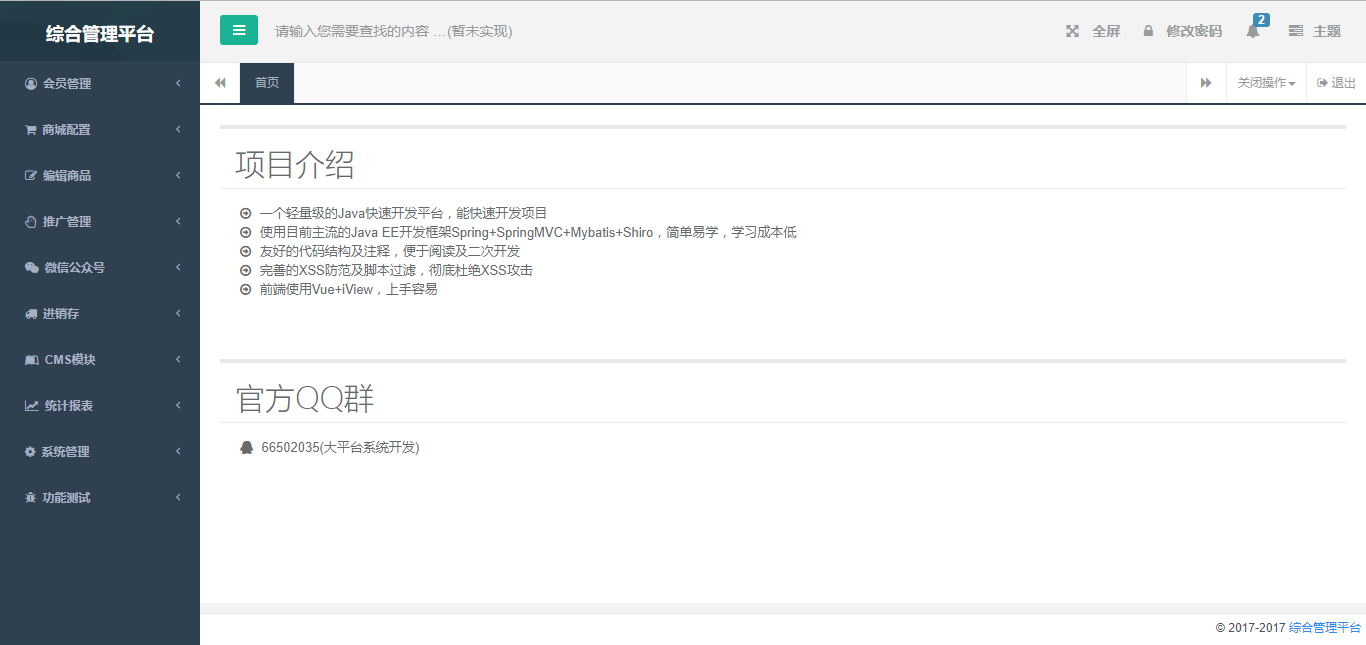 综合管理平台
请输入您需要查找的内容 …(暂未实现)
全屏
修改密码
2
主题
首页
关闭操作
退出
会员管理
商城配置
编辑商品
推广管理
微信公众号
进销存
CMS模块
统计报表
系统管理
功能测试
项目介绍
一个轻量级的Java快速开发平台，能快速开发项目
使用目前主流的Java EE开发框架Spring+SpringMVC+Mybatis+Shiro，简单易学，学习成本低
友好的代码结构及注释，便于阅读及二次开发
完善的XSS防范及脚本过滤，彻底杜绝XSS攻击
前端使用Vue+iView，上手容易
官方QQ群
66502035(大平台系统开发)
© 2017-2017 综合管理平台